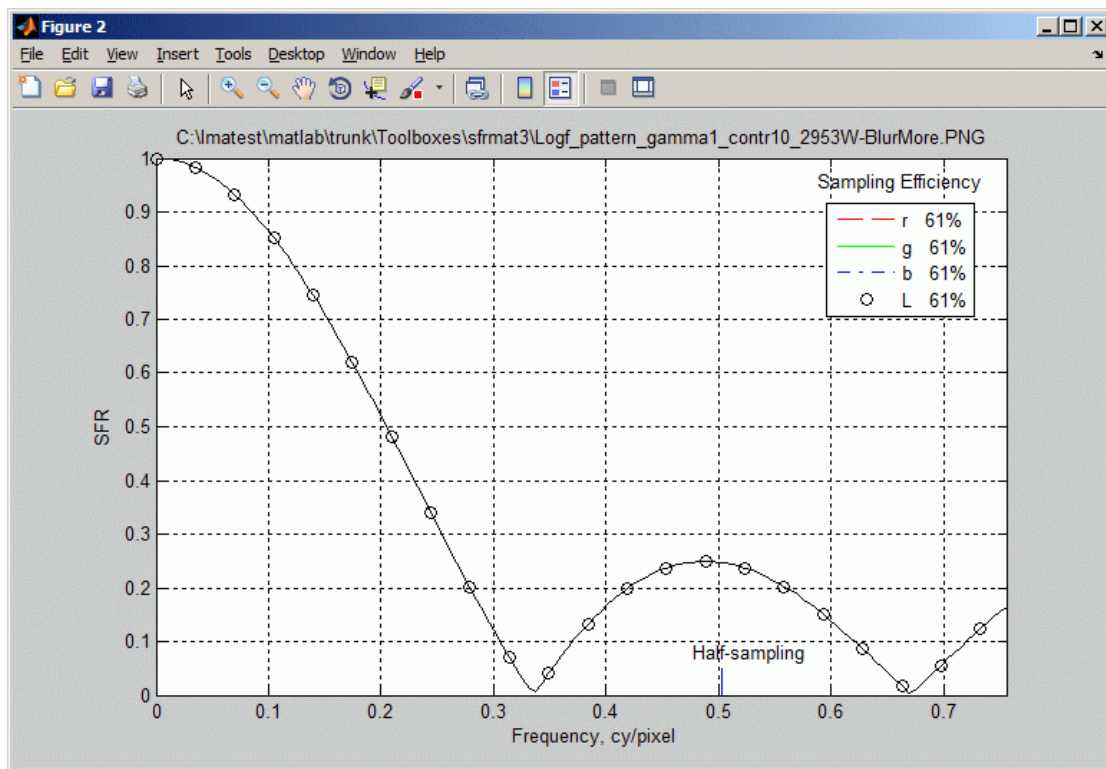 Figure 2
File Edit View Insert Tools Desktop Window Help
C:\Imatest\matlab\trunk\Toolboxes\sfrmat3\Logf_pattern_gamma1_contr10_2953W-BlurMore.PNG
Sampling Efficiency
r 61%
g 61%
b 61%
L 61%
1
0.9
0.8
0.7
0.6
0.5
0.4
0.3
0.2
0.1
0
SFR
Half-sampling
0 0.1 0.2 0.3 0.4 0.5 0.6 0.7
Frequency, cy/pixel